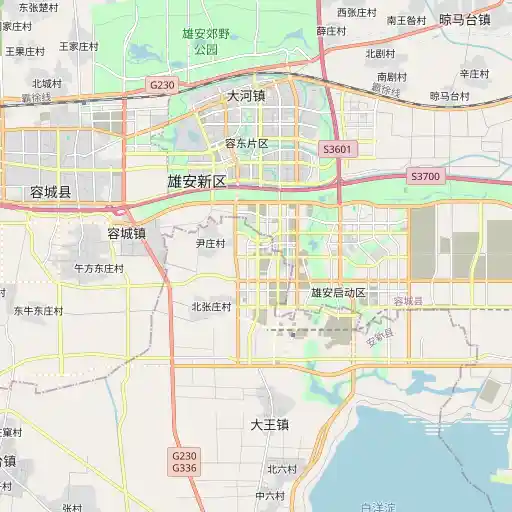 东张楚村
西张庄村
南王昝村
晾马台镇
薛庄村
雄安郊野
公园
王家庄村
王果庄村
北剧村
南剧村
辛庄村
北城村
G230
霸徐线
大河镇
霸徐线
晾马台村
容东片区
S3601
S3700
雄安新区
容城县
容城镇
尹庄村
午方东庄村
雄安启动区
容城县
东牛东庄村
北张庄村
安新县
大王镇
G230
G336
北六村
中六村
张村
白洋淀